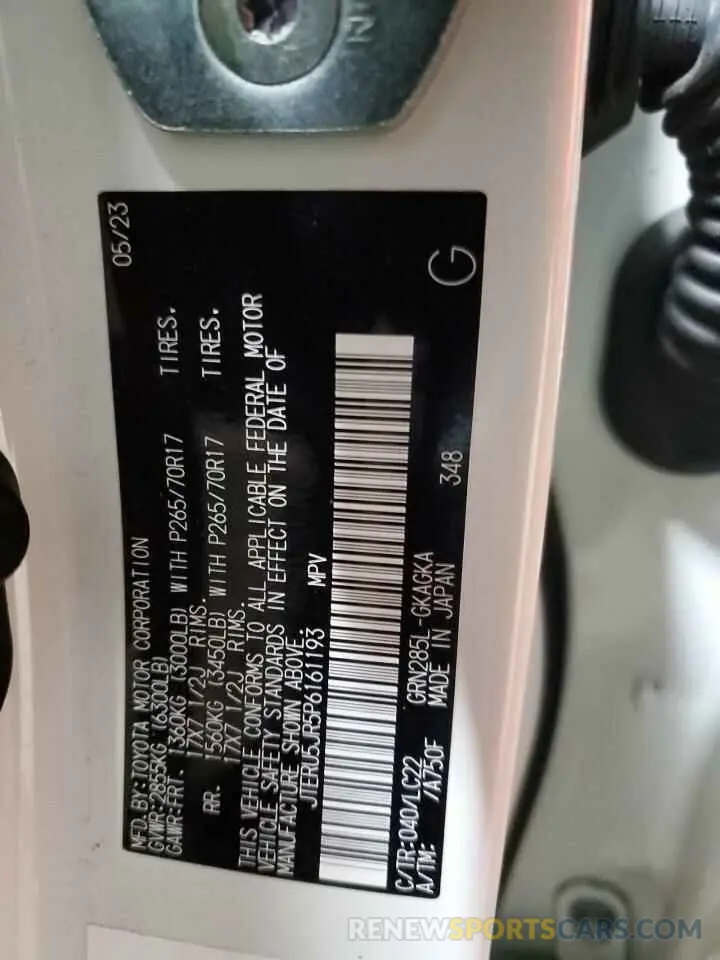 MFD.BY:TOYOTA MOTOR CORPORATION 05/23
GVWR:2855KG (6300LB)
GAWR:FRT. 1360KG (3000LB) WITH P265/70R17 TIRES.
17X7 1/2J RIMS.
RR. 1560KG (3450LB) WITH P265/70R17 TIRES.
17X7 1/2J RIMS.
THIS VEHICLE CONFORMS TO ALL APPLICABLE FEDERAL MOTOR
VEHICLE SAFETY STANDARDS IN EFFECT ON THE DATE OF
MANUFACTURE SHOWN ABOVE.
JTERU5JR5P6161193 MPV
C/TR:040/LC22 GRN285L-GKAGKA
A/TM: /A750F MADE IN JAPAN 348
G
RENEWSPORTSCARS.COM